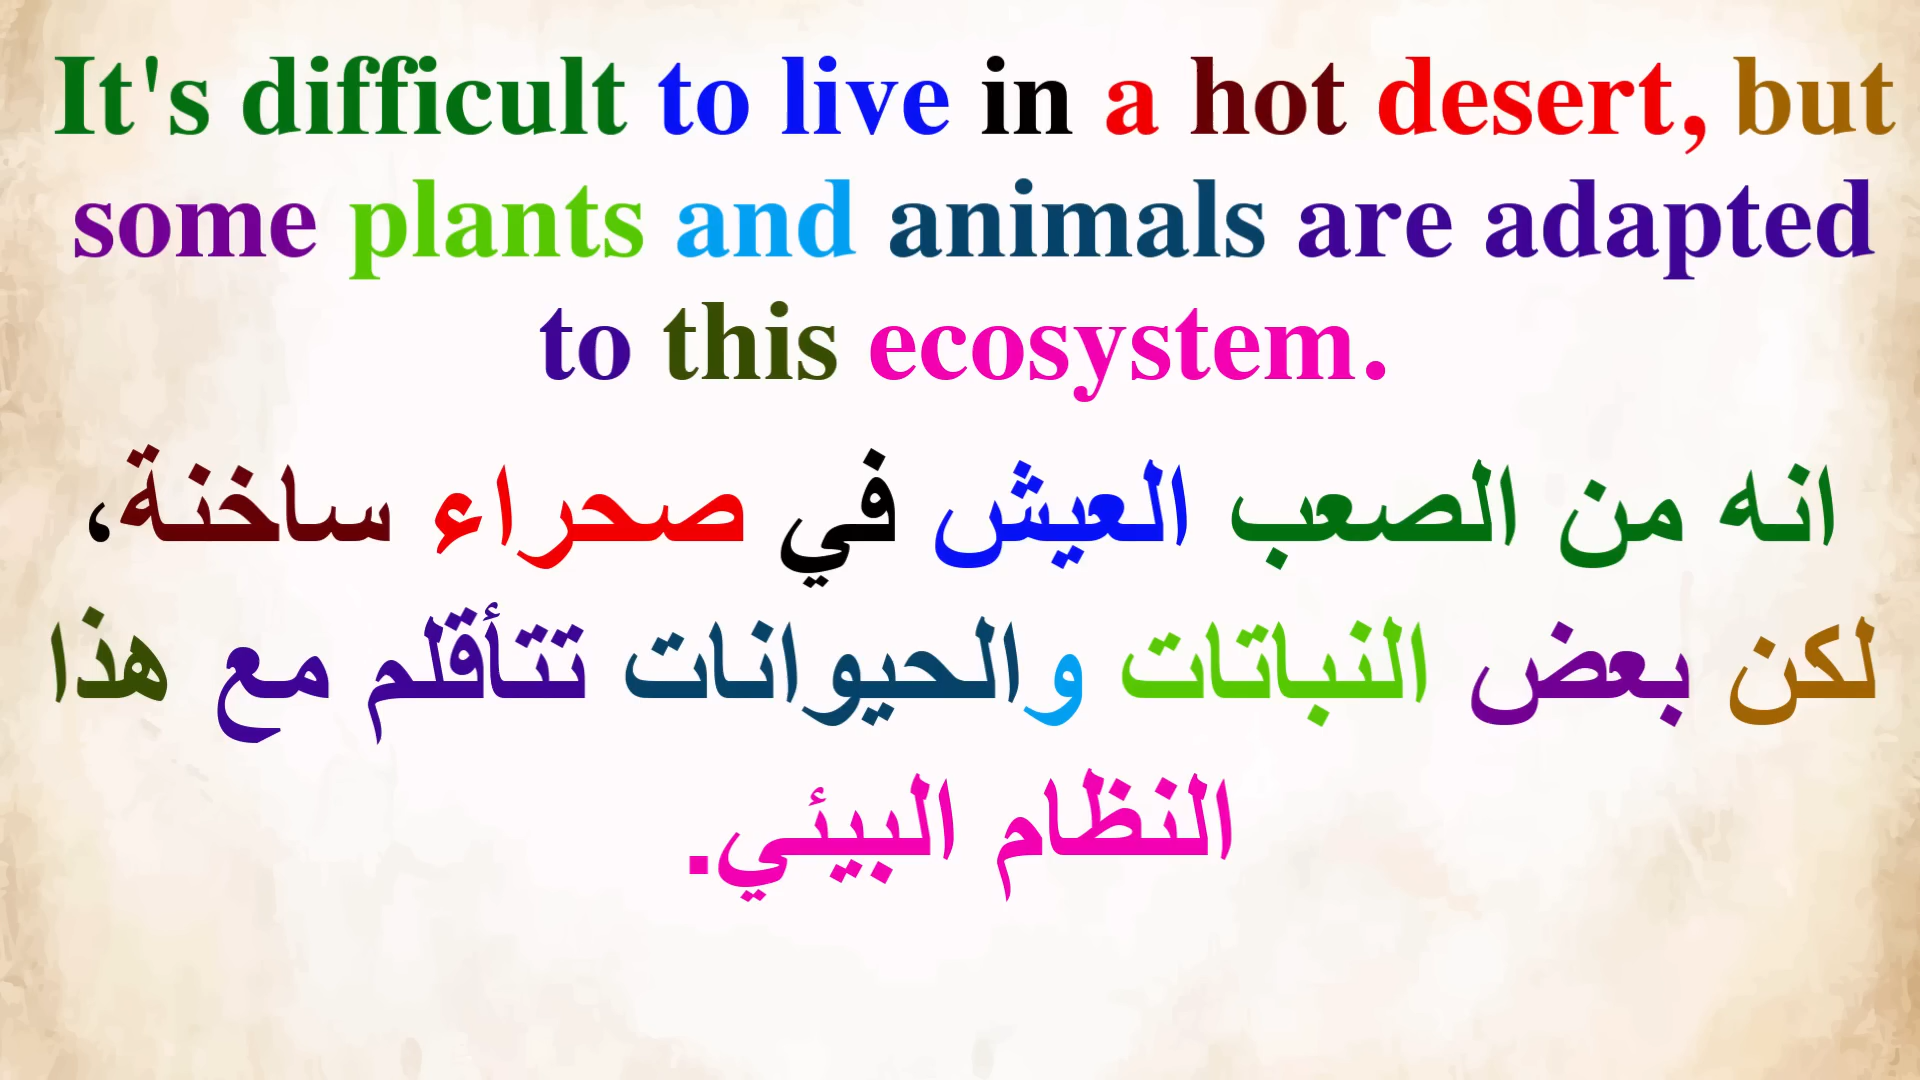 It's difficult to live in a hot desert, but
some plants and animals are adapted
to this ecosystem.
انه من الصعب العيش في صحراء ساخنة،
لكن بعض النباتات والحيوانات تتأقلم مع هذا
النظام البيئي.